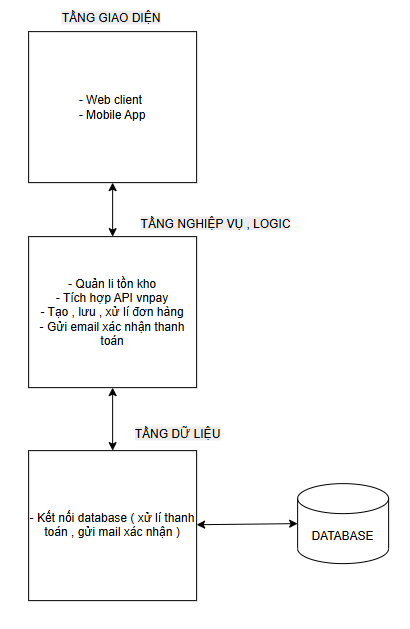 TẦNG GIAO DIỆN
- Web client
- Mobile App
TẦNG NGHIỆP VỤ , LOGIC
- Quản li tồn kho
- Tích hợp API vnpay
- Tạo , lưu , xử lí đơn hàng
- Gửi email xác nhận thanh
toán
TẦNG DỮ LIỆU
- Kết nối database ( xử lí thanh
toán , gửi mail xác nhận )
DATABASE